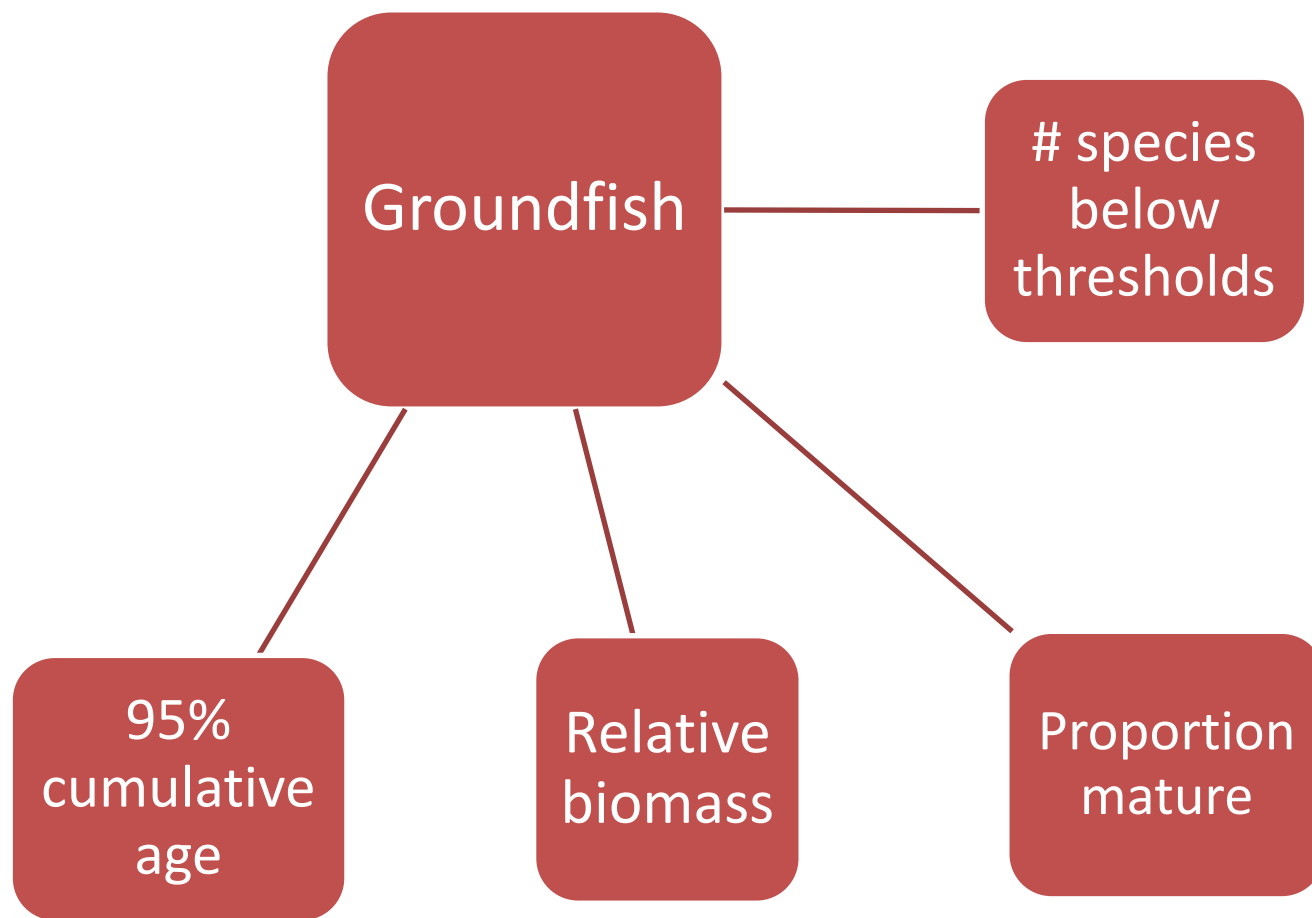 Groundfish
# species
below
thresholds
95%
cumulative
age
Relative
biomass
Proportion
mature